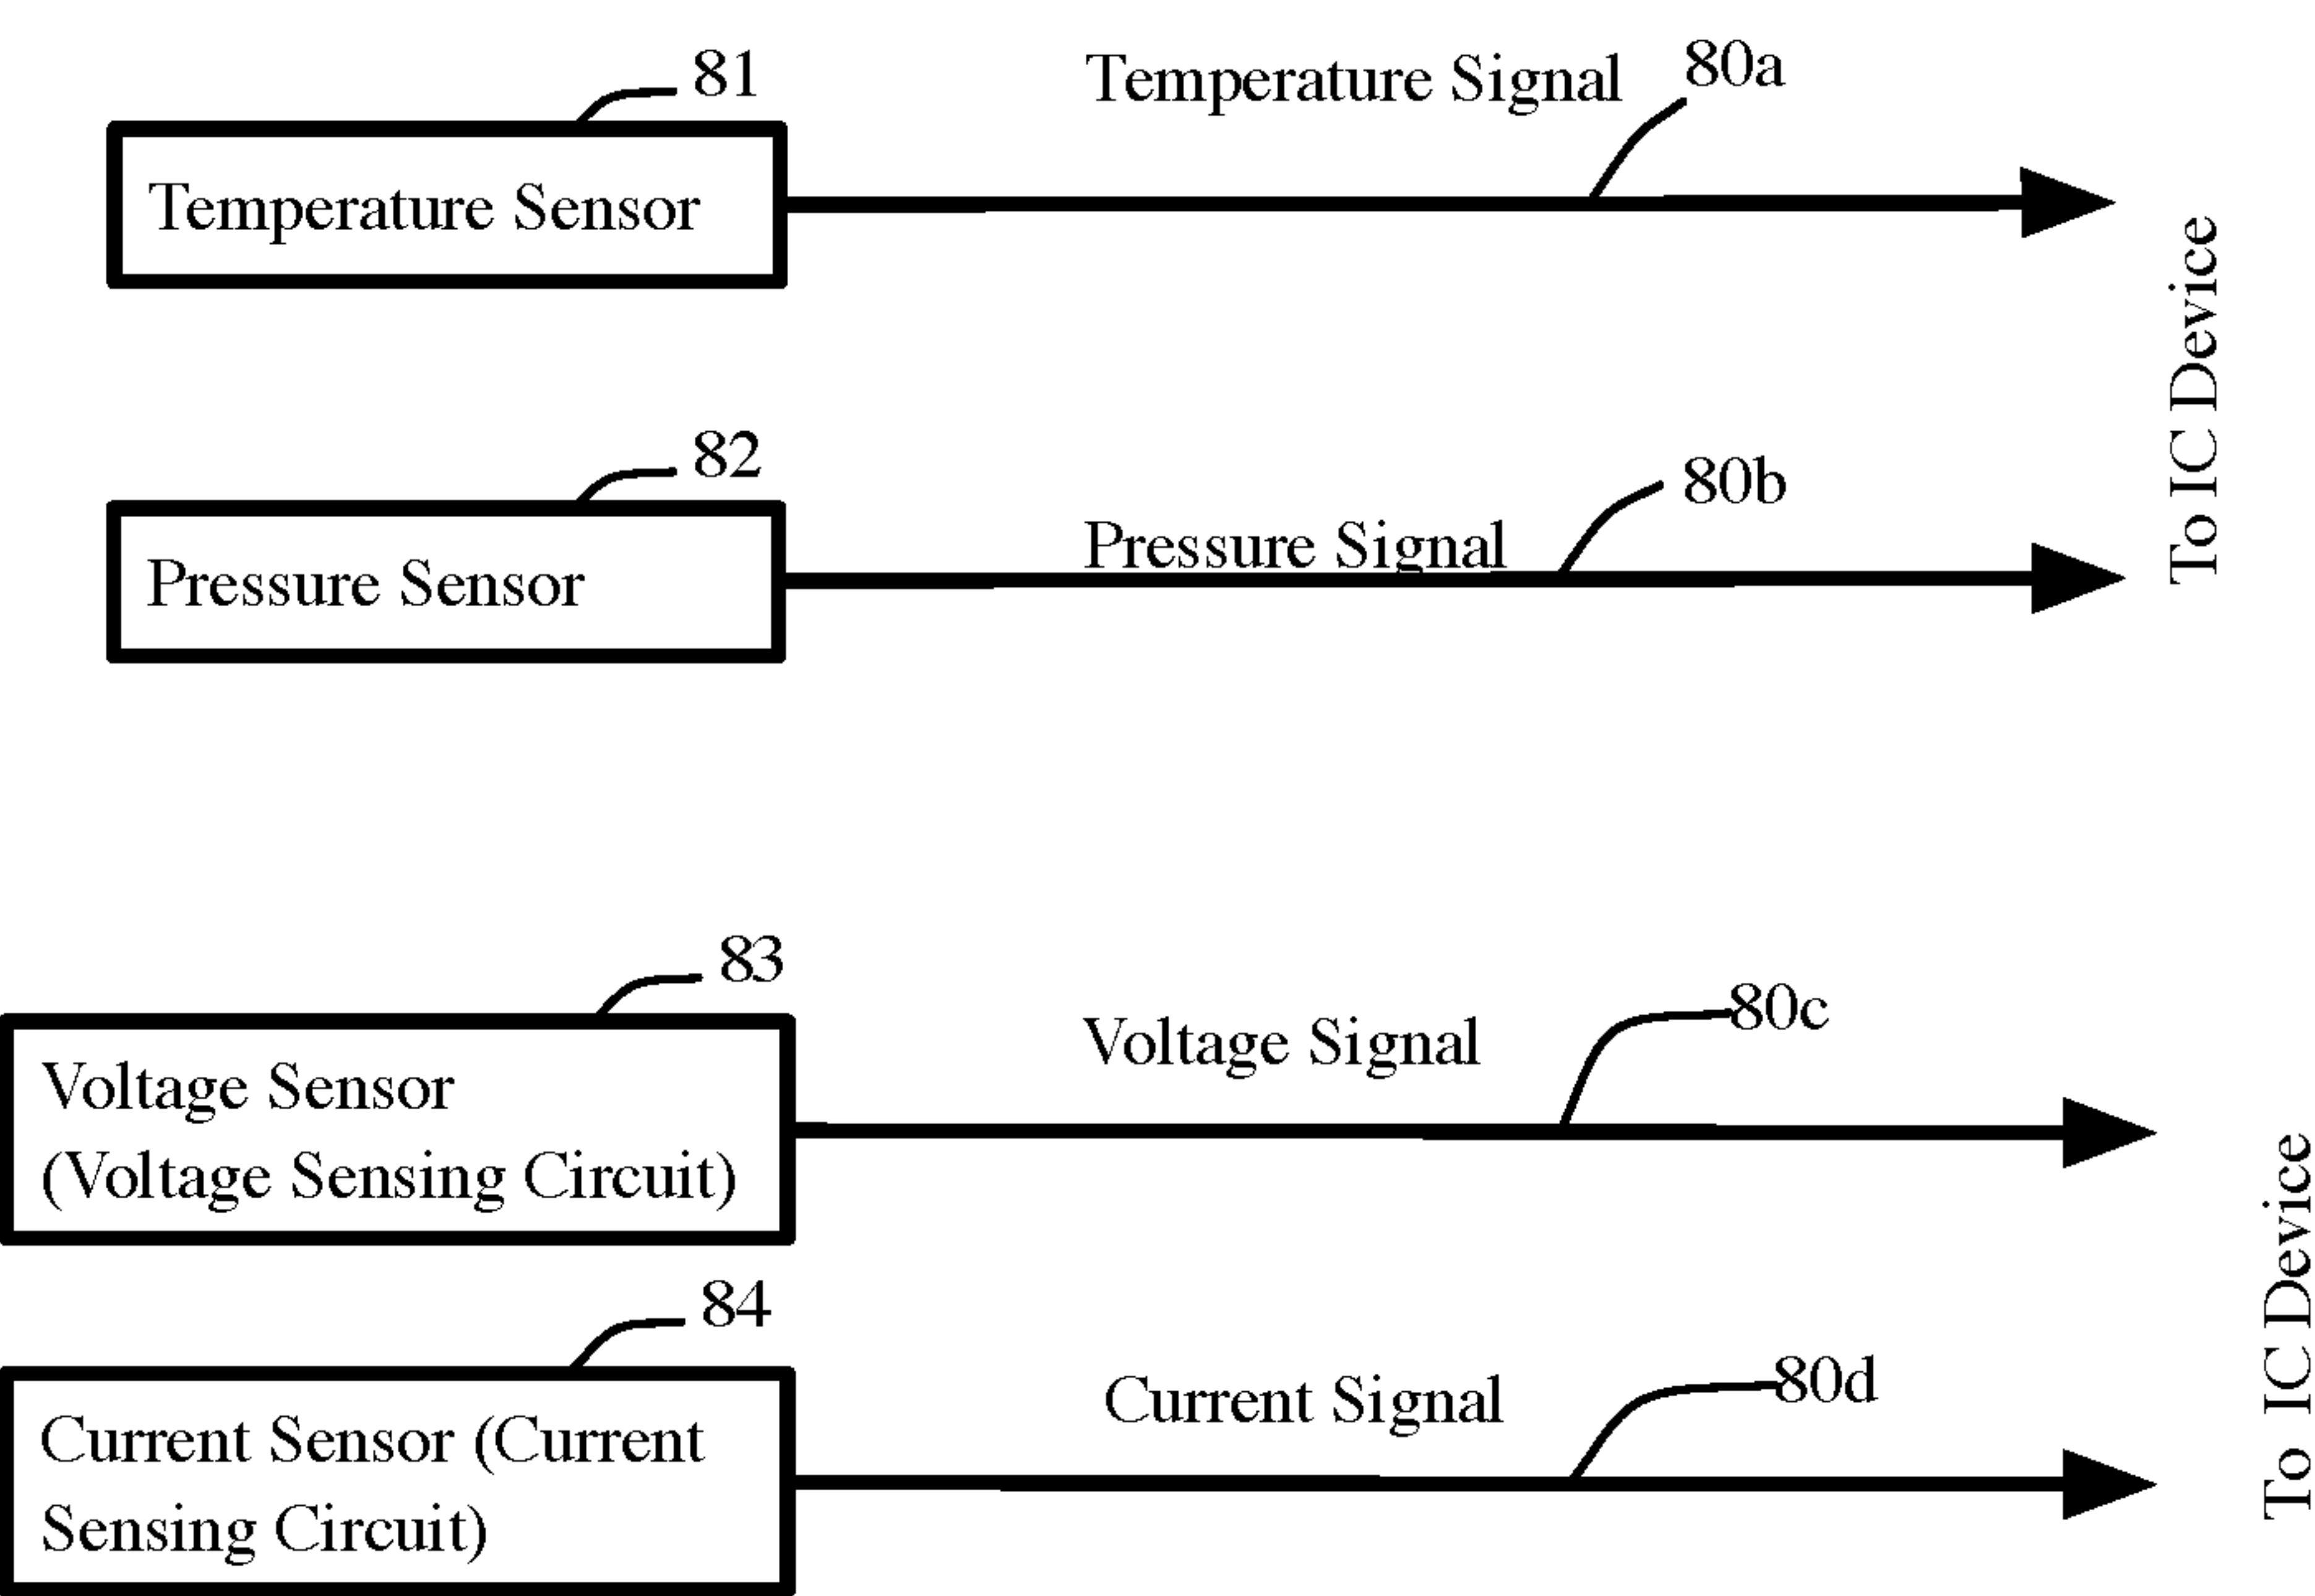 81
Temperature Signal
80a
Temperature Sensor
To IC Device
82
80b
Pressure Signal
Pressure Sensor
83
80c
Voltage Signal
Voltage Sensor
(Voltage Sensing Circuit)
To IC Device
84
80d
Current Signal
Current Sensor (Current
Sensing Circuit)